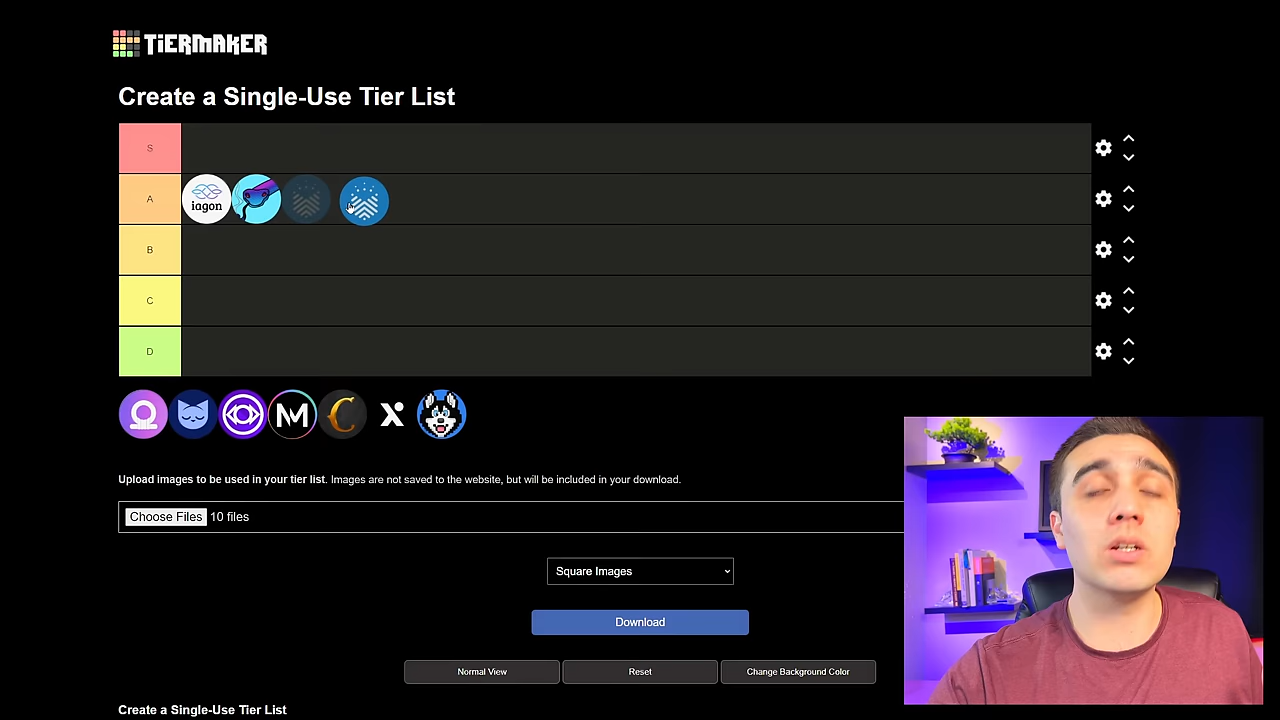 TiERMAKER
Create a Single-Use Tier List
S
A
iagon
B
C
D
Upload images to be used in your tier list. Images are not saved to the website, but will be included in your download.
Choose Files 10 files
Square Images
Download
Normal View
Reset
Change Background Color
Create a Single-Use Tier List